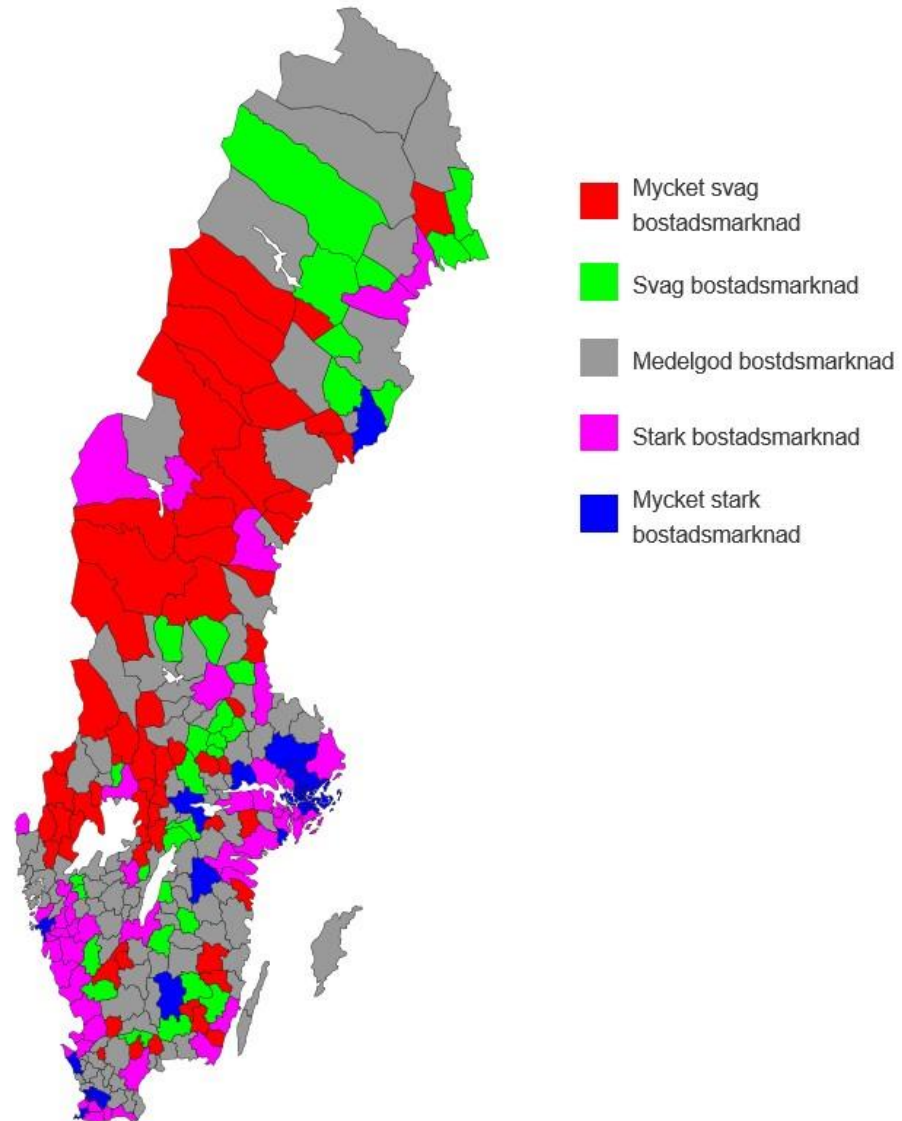 Mycket svag
bostadsmarknad
Svag bostadsmarknad
Medelgod bostdsmarknad
Stark bostadsmarknad
Mycket stark
bostadsmarknad